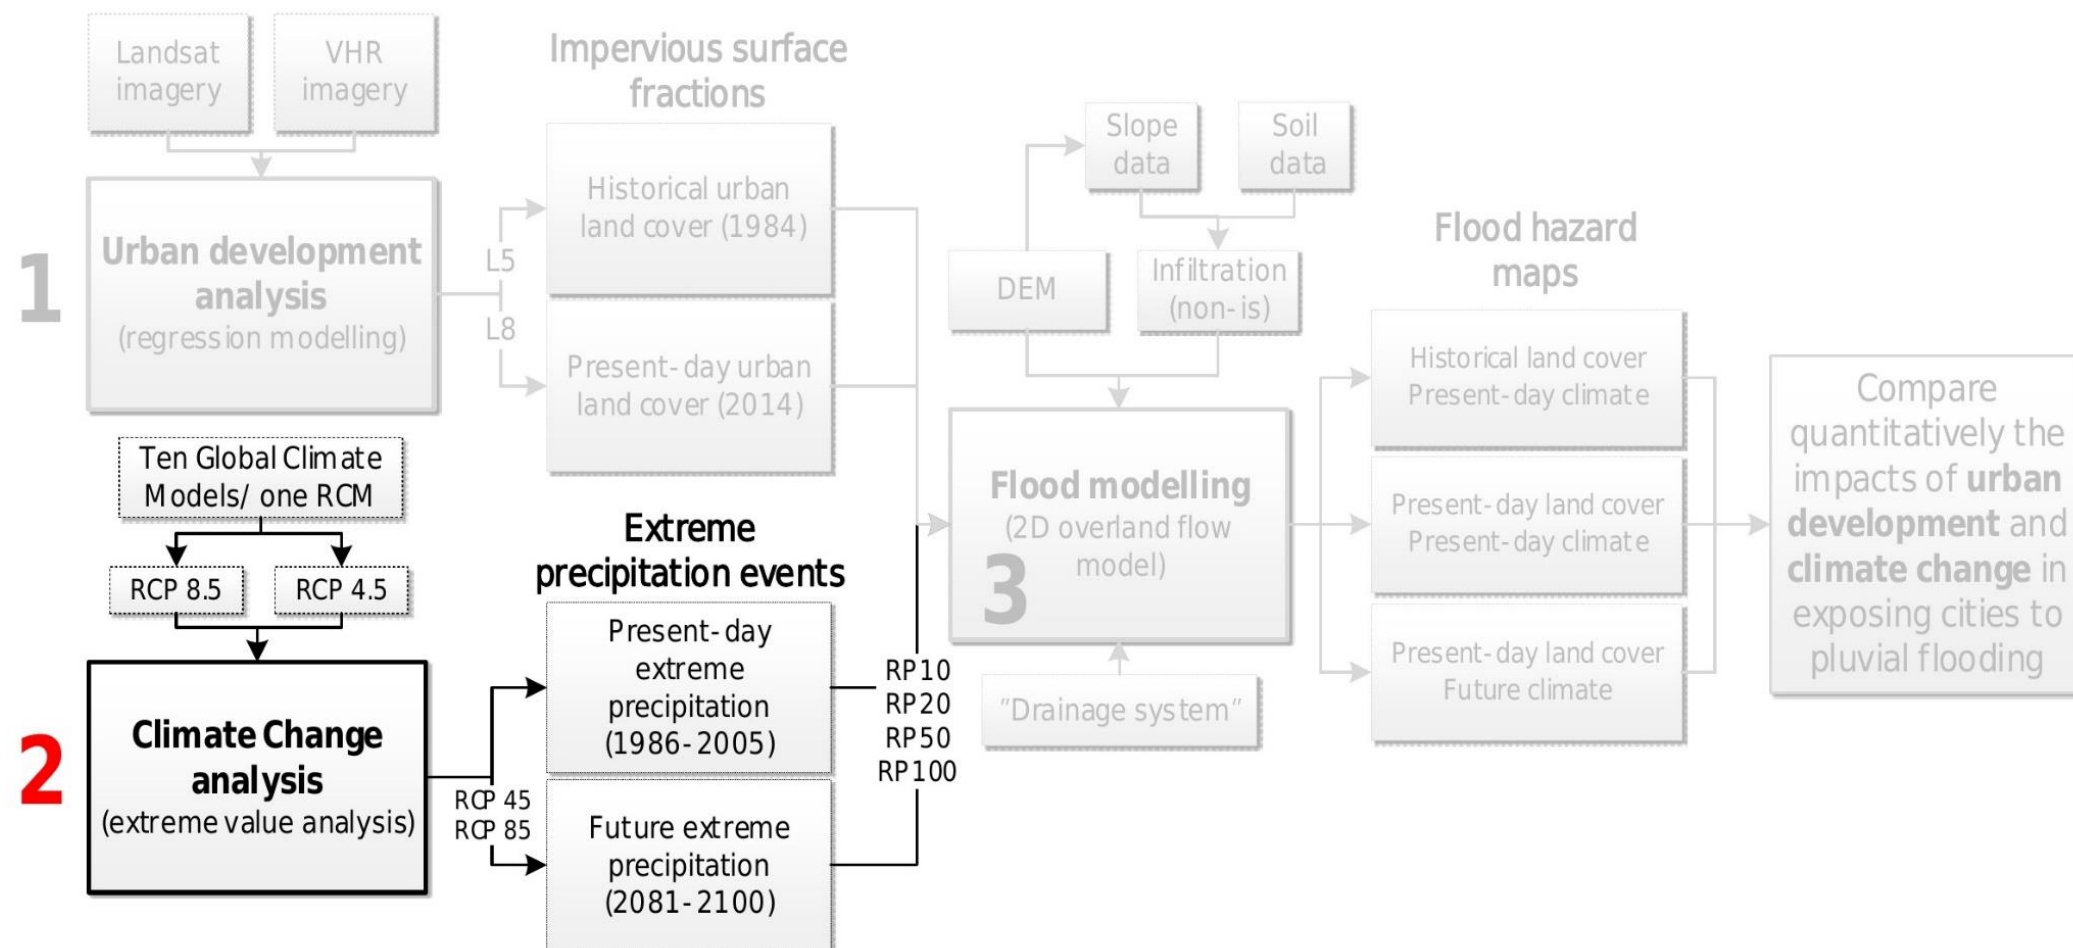 Landsat
imagery
VHR
imagery
Impervious surface
fractions
1
Urban development
analysis
(regression modelling)
L5
L8
Historical urban
land cover (1984)
Present-day urban
land cover (2014)
Slope
data
Soil
data
DEM
Infiltration
(non-is)
Flood hazard
maps
Ten Global Climate
Models/ one RCM
RCP 8.5
RCP 4.5
2
Climate Change
analysis
(extreme value analysis)
RCP 45
RCP 85
Extreme
precipitation events
Present-day
extreme
precipitation
(1986-2005)
Future extreme
precipitation
(2081-2100)
RP10
RP20
RP50
RP100
Flood modelling
(2D overland flow
model)
3
"Drainage system"
Historical land cover
Present-day climate
Present-day land cover
Present-day climate
Present-day land cover
Future climate
Compare
quantitatively the
impacts of urban
development and
climate change in
exposing cities to
pluvial flooding